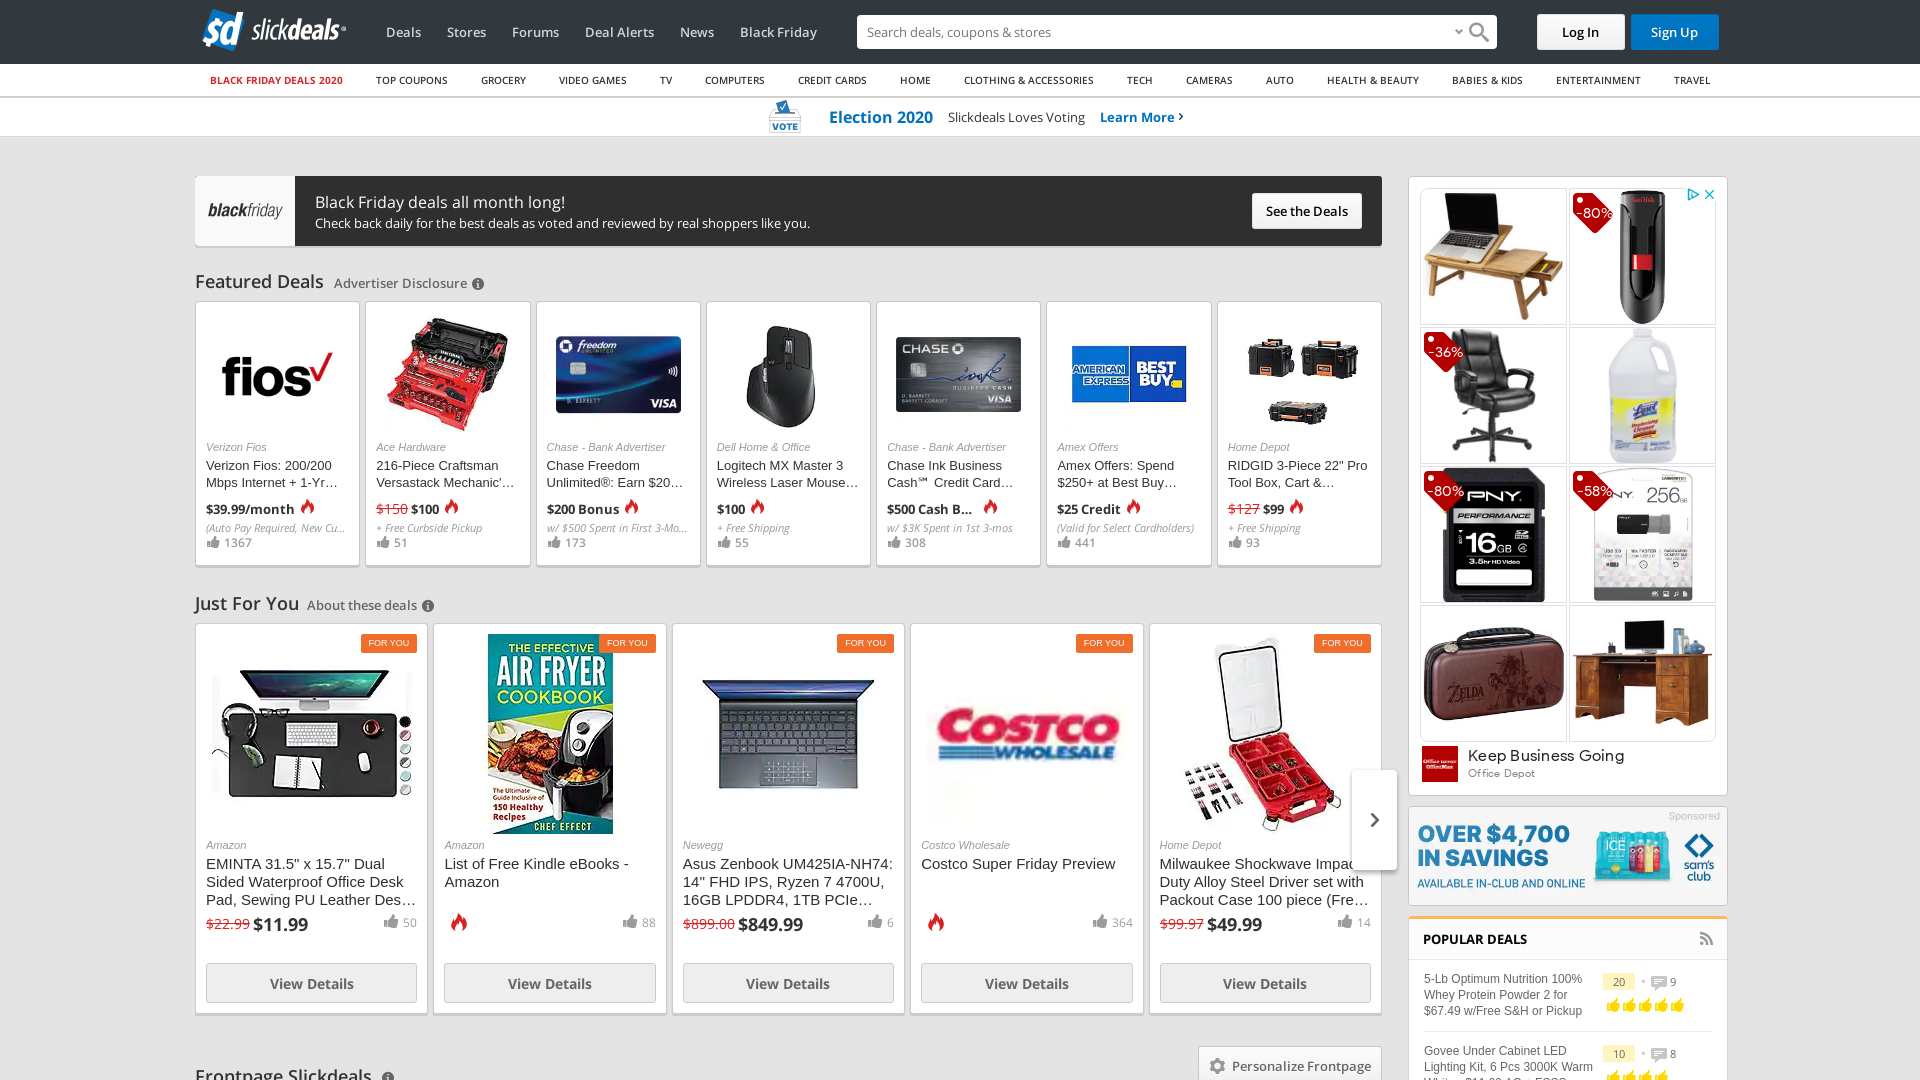 sd slickdeals
Deals
Stores
Forums
Deal Alerts
News
Black Friday
Search deals, coupons & stores
Log In
Sign Up
BLACK FRIDAY DEALS 2020
TOP COUPONS
GROCERY
VIDEO GAMES
TV
COMPUTERS
CREDIT CARDS
HOME
CLOTHING & ACCESSORIES
TECH
CAMERAS
AUTO
HEALTH & BEAUTY
BABIES & KIDS
ENTERTAINMENT
TRAVEL
VOTE
Election 2020
Slickdeals Loves Voting
Learn More
blackfriday
Black Friday deals all month long!
Check back daily for the best deals as voted and reviewed by real shoppers like you.
See the Deals
Featured Deals
Advertiser Disclosure
fios
Verizon Fios
Verizon Fios: 200/200
Mbps Internet + 1-Yr…
$39.99/month
(Auto Pay Required, New Cu...
1367
Ace Hardware
216-Piece Craftsman
Versastack Mechanic'…
$150 $100
+ Free Curbside Pickup
51
freedom
UNLIMITED
D. BARRETT
VISA
Chase - Bank Advertiser
Chase Freedom
Unlimited®: Earn $20…
$200 Bonus
w/ $500 Spent in First 3-Mo...
173
Dell Home & Office
Logitech MX Master 3
Wireless Laser Mouse…
$100
+ Free Shipping
55
CHASE
ink
BUSINESS CASH
D. BARRETT
BARRETT CONNECT
VISA
Chase - Bank Advertiser
Chase Ink Business
Cash℠ Credit Card…
$500 Cash B...
w/ $3K Spent in 1st 3-mos
308
AMERICAN
EXPRESS
BEST
BUY
Amex Offers
Amex Offers: Spend
$250+ at Best Buy…
$25 Credit
(Valid for Select Cardholders)
441
Home Depot
RIDGID 3-Piece 22" Pro
Tool Box, Cart &…
$127 $99
+ Free Shipping
93
Just For You
About these deals
FOR YOU
Amazon
EMINTA 31.5" x 15.7" Dual
Sided Waterproof Office Desk
Pad, Sewing PU Leather Des…
$22.99 $11.99
50
View Details
FOR YOU
THE EFFECTIVE
AIR FRYER
COOKBOOK
The Ultimate
Guide Inclusive of
150 Healthy
Recipes
CHEF EFFECT
Amazon
List of Free Kindle eBooks -
Amazon
88
View Details
FOR YOU
Newegg
Asus Zenbook UM425IA-NH74:
14" FHD IPS, Ryzen 7 4700U,
16GB LPDDR4, 1TB PCIe…
$899.00 $849.99
6
View Details
FOR YOU
COSTCO
WHOLESALE
Costco Wholesale
Costco Super Friday Preview
364
View Details
FOR YOU
Home Depot
Milwaukee Shockwave Impac
Duty Alloy Steel Driver set with
Packout Case 100 piece (Fre…
$99.97 $49.99
14
View Details
Frontpage Slickdeals
Personalize Frontpage
-80%
SanDisk
-36%
Lysol
-80%
PNY
PERFORMANCE
16GB
3.5hr HD Video
-58%
NY
256GB
ZELDA
Office DEPOT
OfficeMax
Keep Business Going
Office Depot
Sponsored
OVER $4,700
IN SAVINGS
AVAILABLE IN-CLUB AND ONLINE
ICE
sam's
club
POPULAR DEALS
5-Lb Optimum Nutrition 100%
Whey Protein Powder 2 for
$67.49 w/Free S&H or Pickup
20
9
Govee Under Cabinet LED
Lighting Kit, 6 Pcs 3000K Warm
10
8